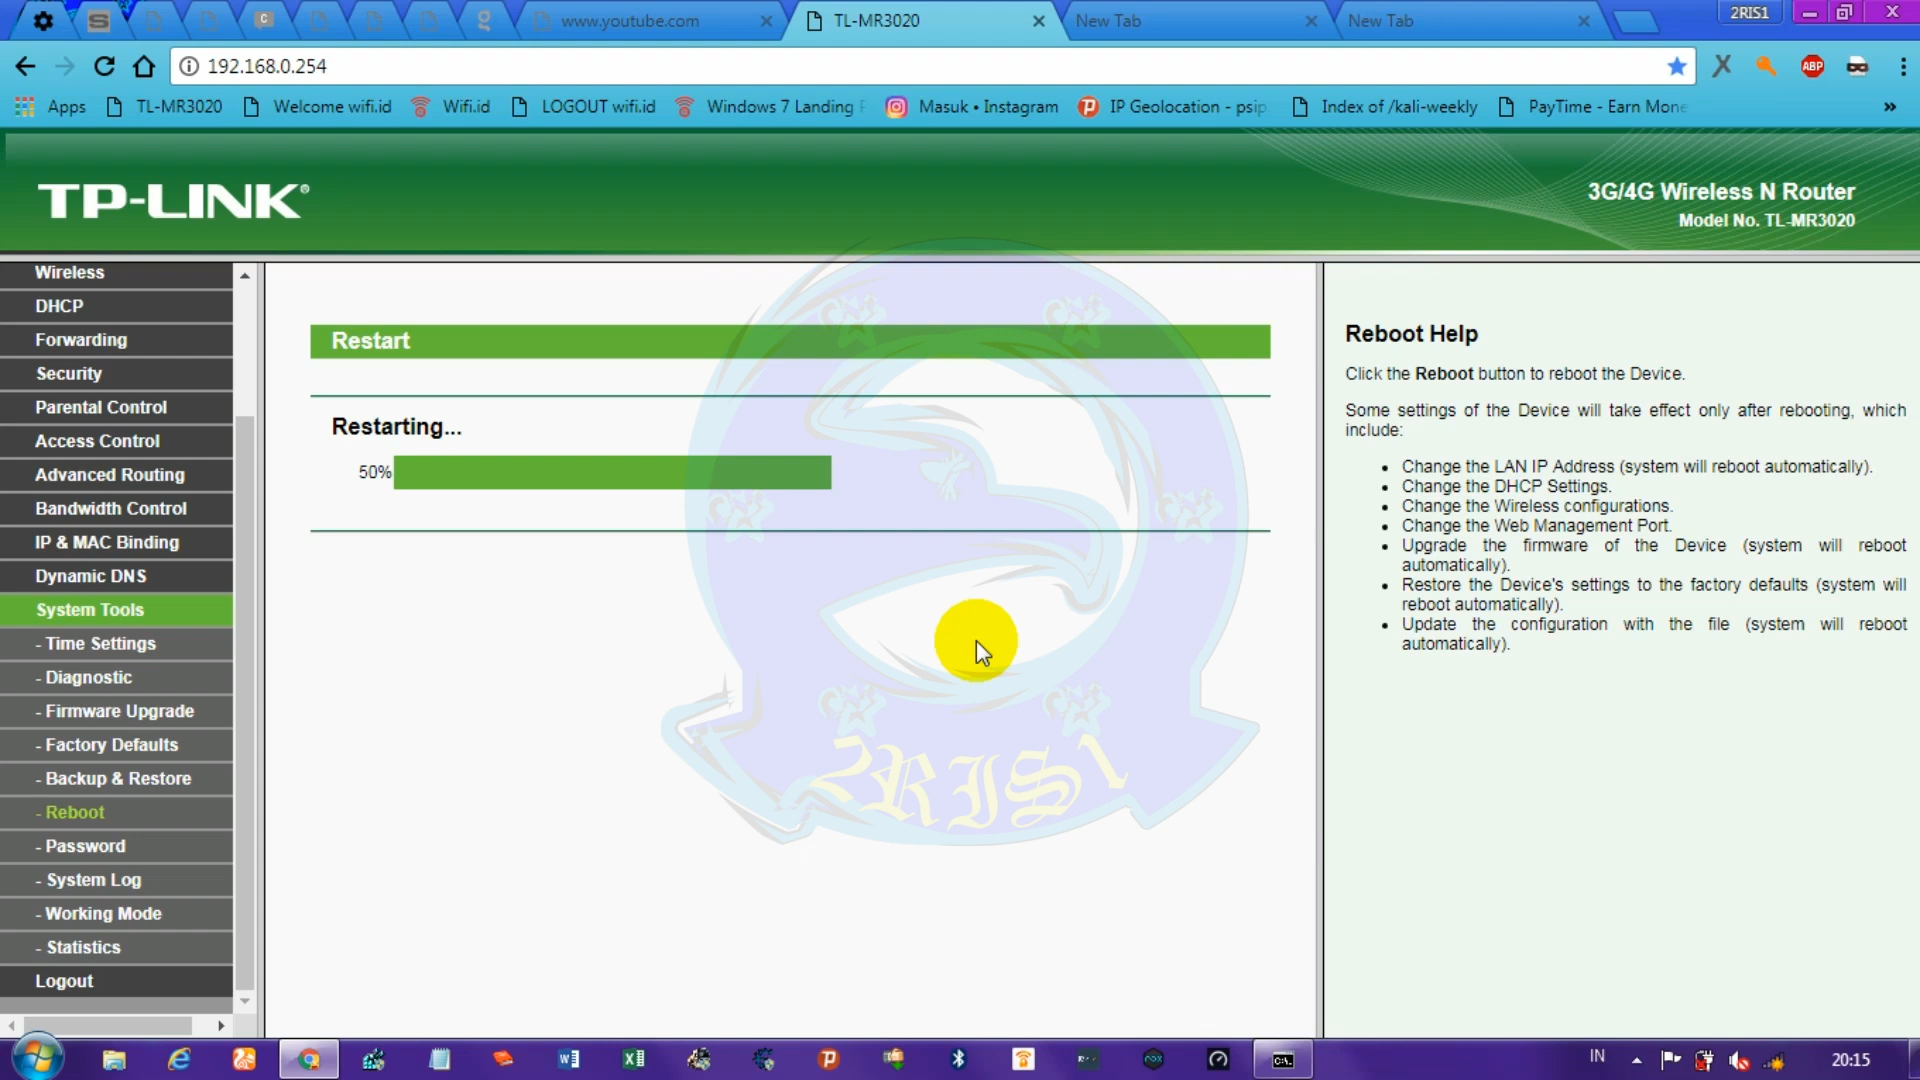 www.youtube.com
TL-MR3020
New Tab
New Tab
2RIS1
192.168.0.254
ABP
Apps
TL-MR3020
Welcome wifi.id
Wifi.id
LOGOUT wifi.id
Windows 7 Landing
Masuk • Instagram
IP Geolocation - psip
Index of /kali-weekly
PayTime - Earn Mone
»
TP-LINK®
3G/4G Wireless N Router
Model No. TL-MR3020
Wireless
DHCP
Forwarding
Security
Parental Control
Access Control
Advanced Routing
Bandwidth Control
IP & MAC Binding
Dynamic DNS
System Tools
- Time Settings
- Diagnostic
- Firmware Upgrade
- Factory Defaults
- Backup & Restore
- Reboot
- Password
- System Log
- Working Mode
- Statistics
Logout
Restart
Restarting...
50%
2RIS1
Reboot Help
Click the Reboot button to reboot the Device.
Some settings of the Device will take effect only after rebooting, which
include:
• Change the LAN IP Address (system will reboot automatically).
• Change the DHCP Settings.
• Change the Wireless configurations.
• Change the Web Management Port.
• Upgrade the firmware of the Device (system will reboot
automatically).
• Restore the Device's settings to the factory defaults (system will
reboot automatically).
• Update the configuration with the file (system will reboot
automatically).
IN
20:15